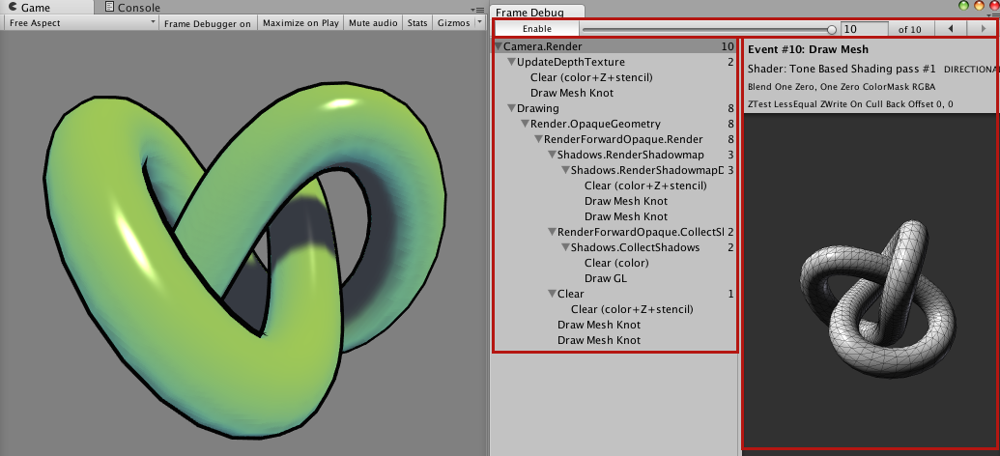 Game
Console
Free Aspect
Frame Debugger on
Maximize on Play
Mute audio
Stats
Gizmos
Frame Debug
Enable
10
of 10
Camera.Render 10
UpdateDepthTexture 2
Clear (color+Z+stencil)
Draw Mesh Knot
Drawing 8
Render.OpaqueGeometry 8
RenderForwardOpaque.Render 8
Shadows.RenderShadowmap 3
Shadows.RenderShadowmapD 3
Clear (color+Z+stencil)
Draw Mesh Knot
Draw Mesh Knot
RenderForwardOpaque.CollectSl 2
Shadows.CollectShadows 2
Clear (color)
Draw GL
Clear 1
Clear (color+Z+stencil)
Draw Mesh Knot
Draw Mesh Knot
Event #10: Draw Mesh
Shader: Tone Based Shading pass #1 DIRECTIONA
Blend One Zero, One Zero ColorMask RGBA
ZTest LessEqual ZWrite On Cull Back Offset 0, 0